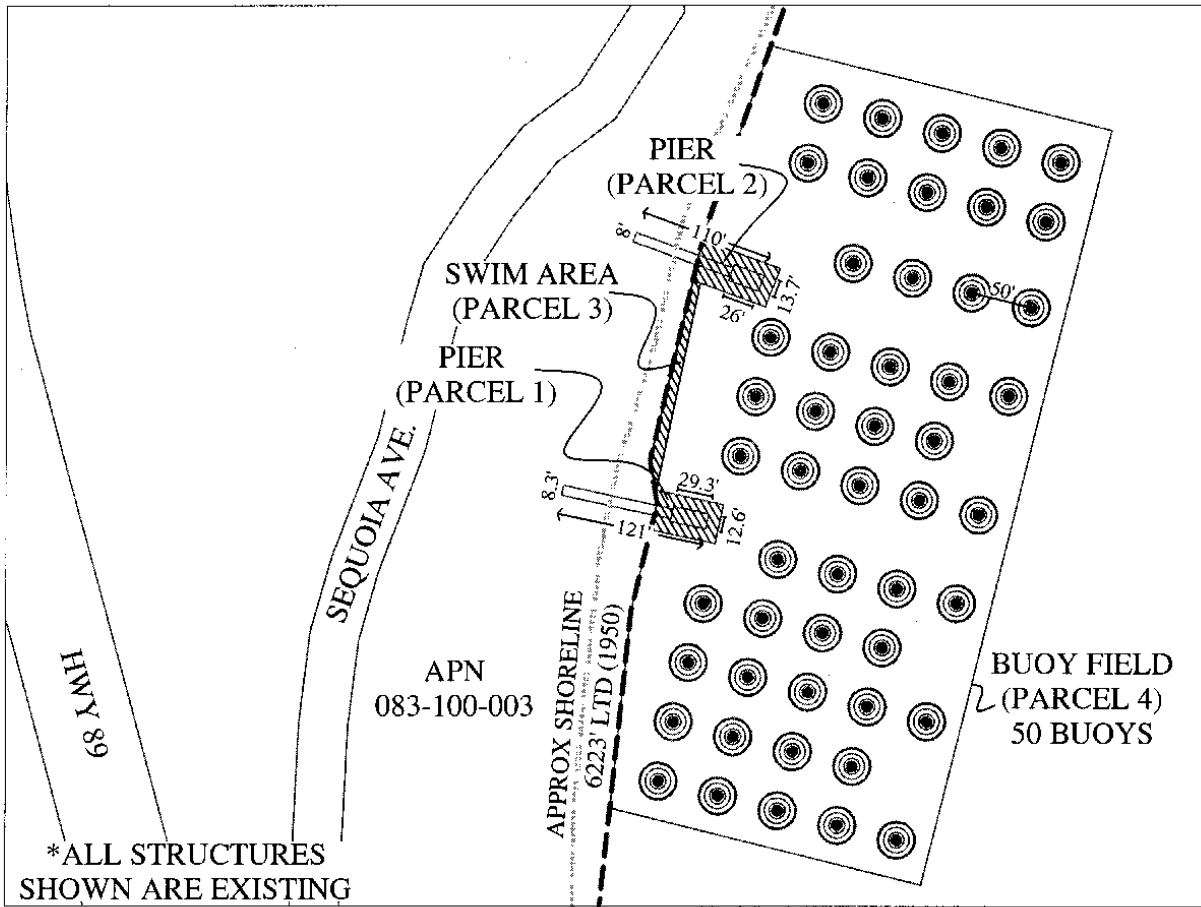 PIER
(PARCEL 2)
8'
110'
SWIM AREA
(PARCEL 3)
13.7'
26'
50'
PIER
(PARCEL 1)
29.3'
8.3'
12.6'
121'
SEQUOIA AVE.
HWY 89
APN
083-100-003
APPROX SHORELINE
6223' LTD (1950)
BUOY FIELD
(PARCEL 4)
50 BUOYS
*ALL STRUCTURES
SHOWN ARE EXISTING